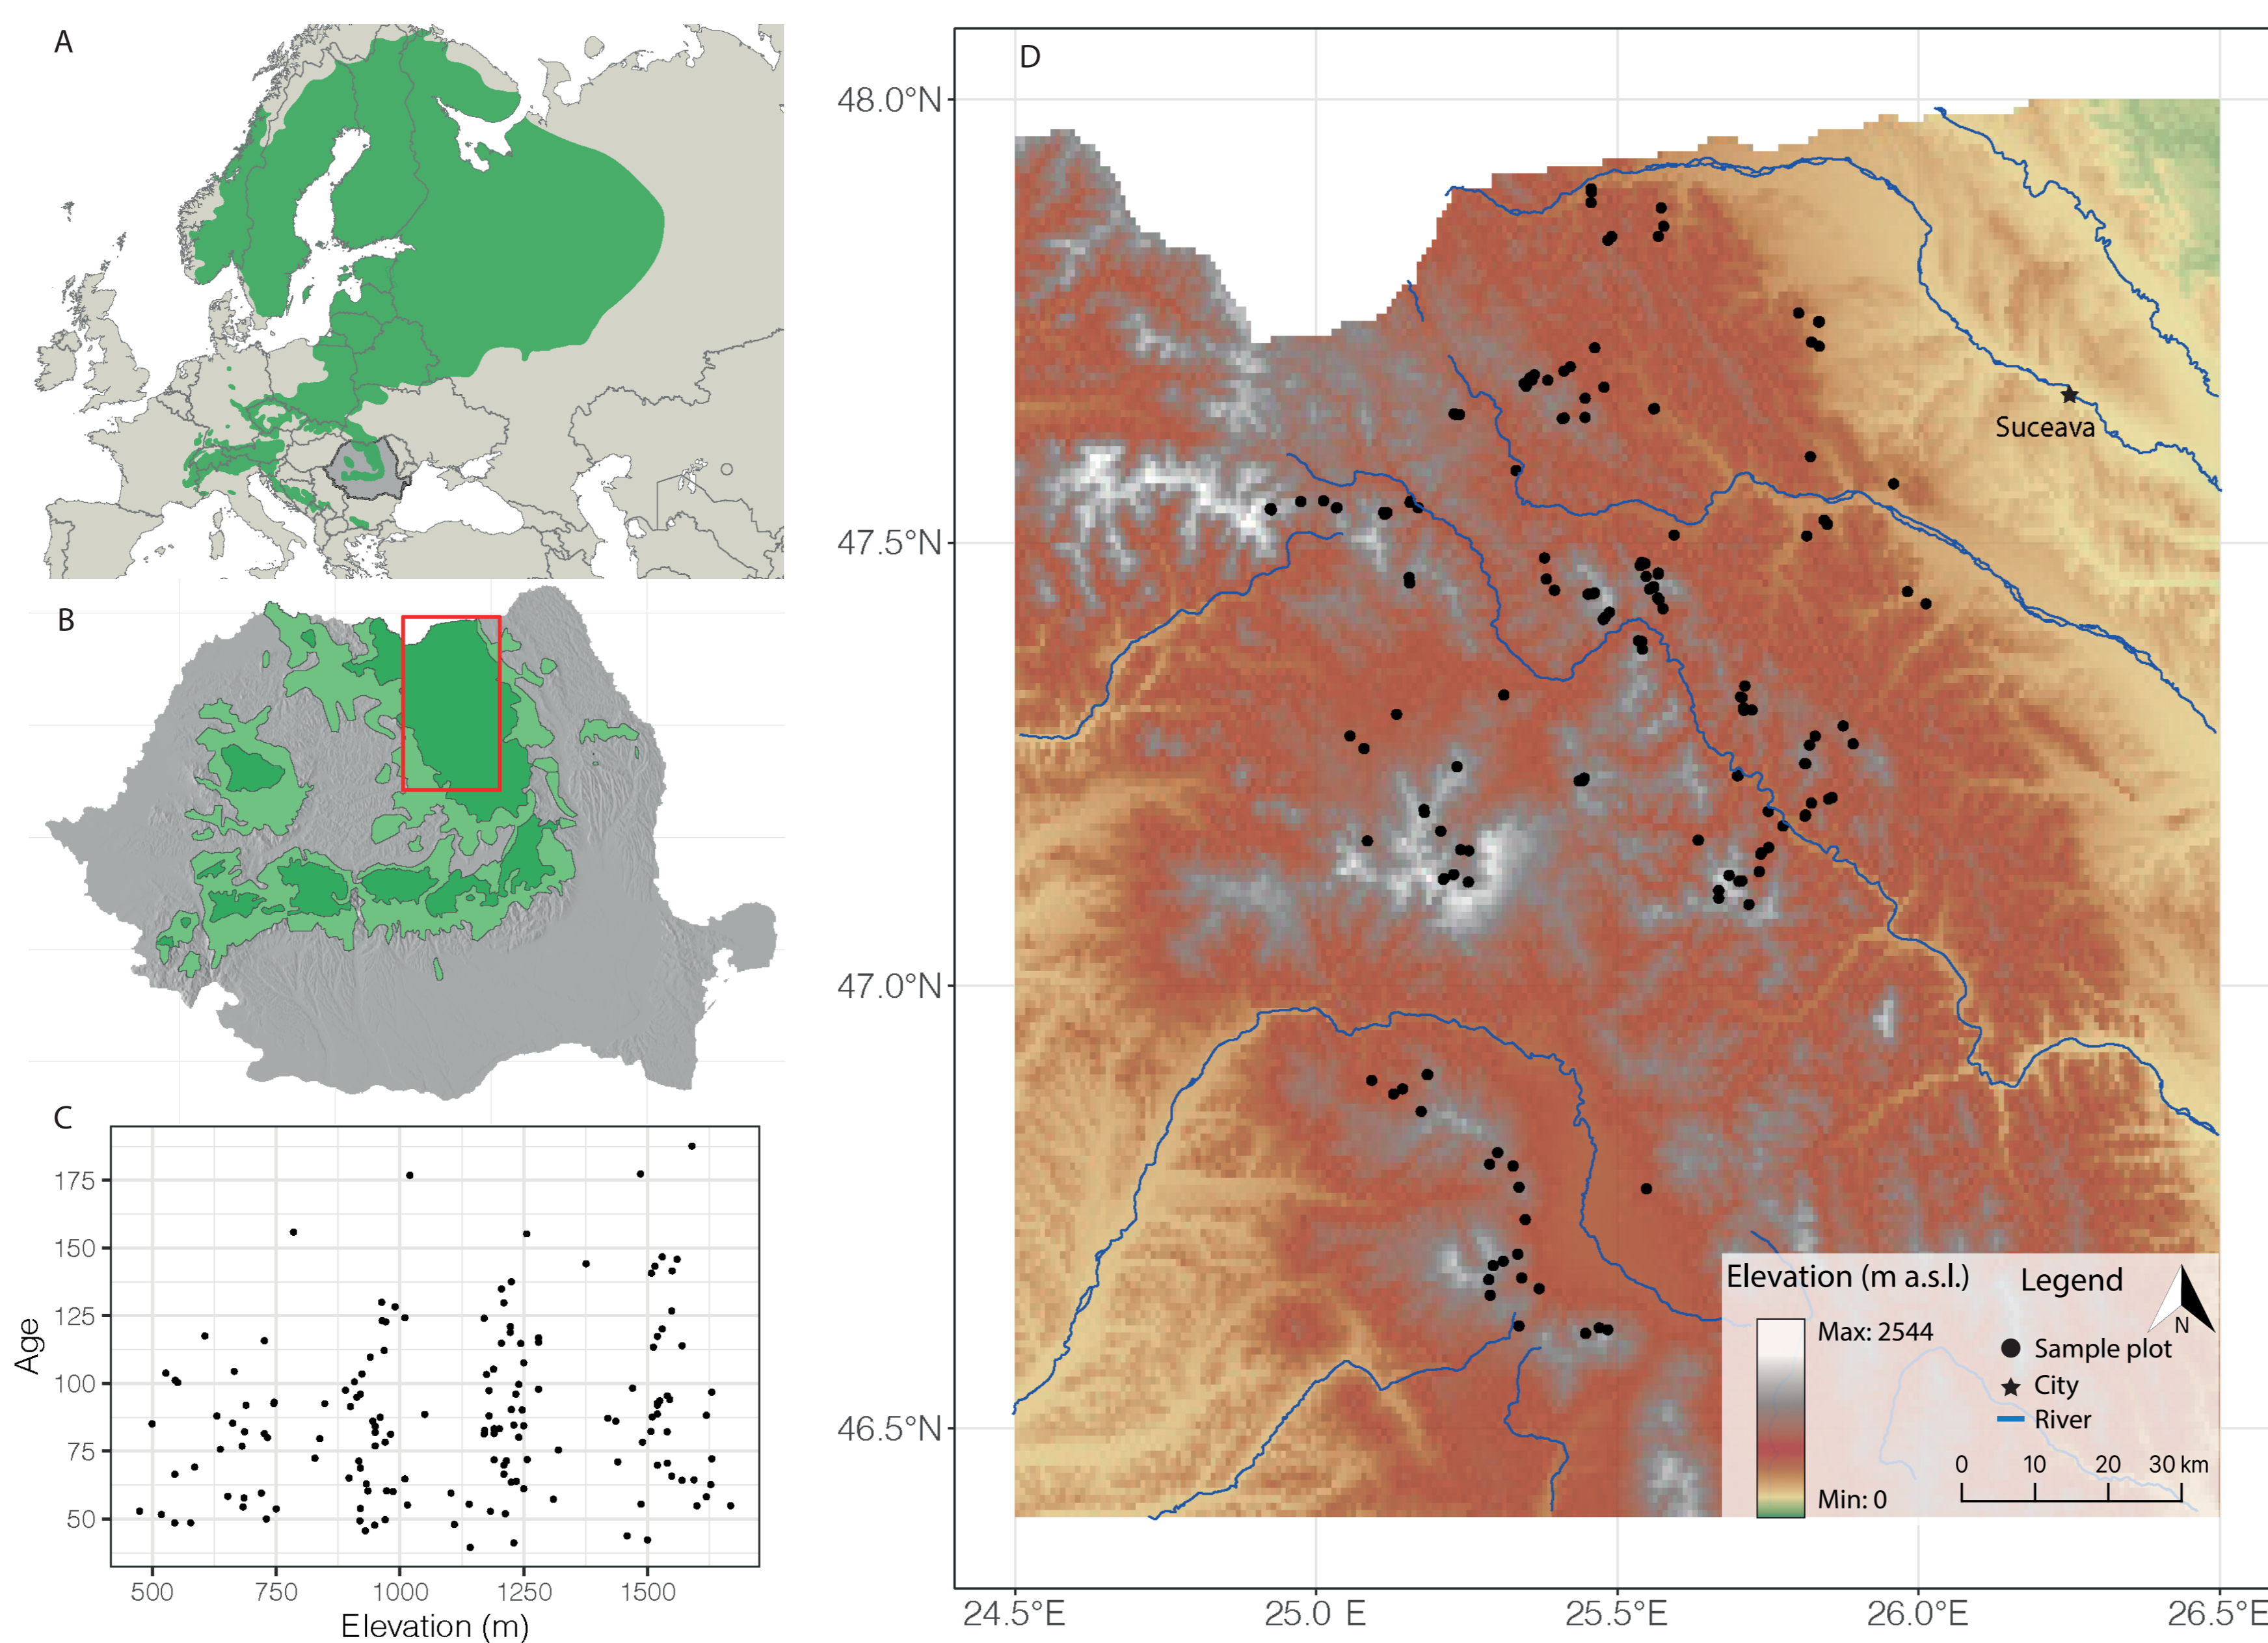 A
B
C
175
150
125
100
75
50
Age
500 750 1000 1250 1500
Elevation (m)
D
48.0°N
47.5°N
47.0°N
46.5°N
Suceava
Elevation (m a.s.l.)
Legend
Max: 2544
Min: 0
N
Sample plot
City
River
0 10 20 30 km
24.5°E 25.0 E 25.5°E 26.0°E 26.5°E